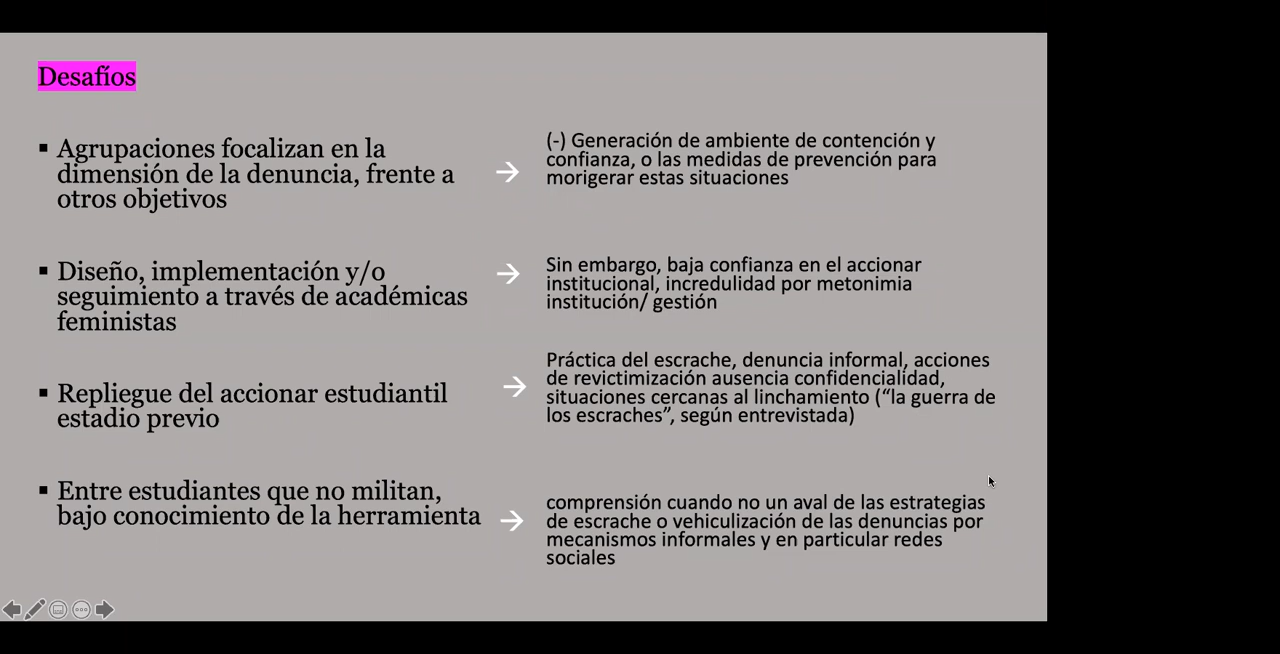 Desafíos
▪ Agrupaciones focalizan en la
dimensión de la denuncia, frente a
otros objetivos
→
(-) Generación de ambiente de contención y
confianza, o las medidas de prevención para
morigerar estas situaciones
▪ Diseño, implementación y/o
seguimiento a través de académicas
feministas
→
Sin embargo, baja confianza en el accionar
institucional, incredulidad por metonimia
institución/ gestión
▪ Repliegue del accionar estudiantil
estadio previo
→
Práctica del escrache, denuncia informal, acciones
de revictimización ausencia confidencialidad,
situaciones cercanas al linchamiento (“la guerra de
los escraches”, según entrevistada)
▪ Entre estudiantes que no militan,
bajo conocimiento de la herramienta
→
comprensión cuando no un aval de las estrategias
de escrache o vehiculización de las denuncias por
mecanismos informales y en particular redes
sociales